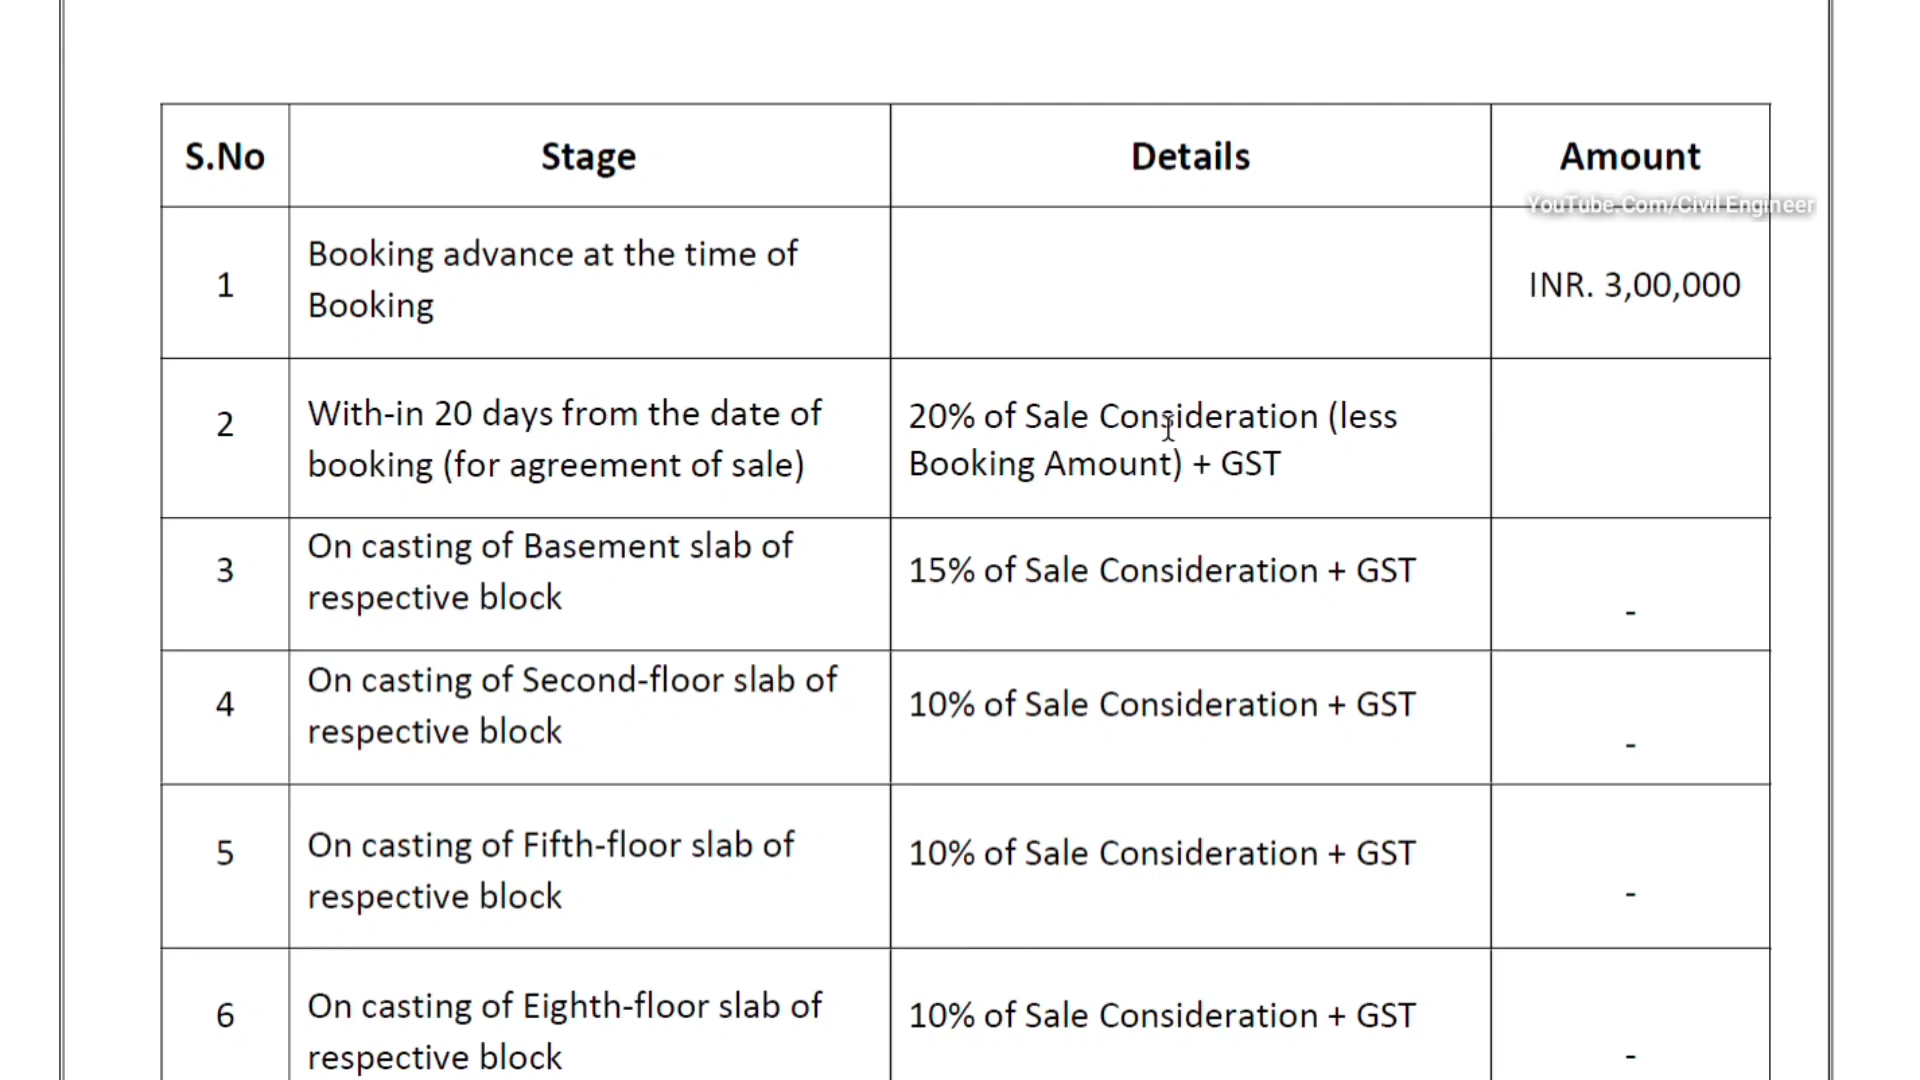 S.No Stage Details Amount
YouTube.Com/Civil Engineer
1 Booking advance at the time of
Booking
INR. 3,00,000
2 With-in 20 days from the date of
booking (for agreement of sale)
20% of Sale Consideration (less
Booking Amount) + GST
3 On casting of Basement slab of
respective block
15% of Sale Consideration + GST
-
4 On casting of Second-floor slab of
respective block
10% of Sale Consideration + GST
-
5 On casting of Fifth-floor slab of
respective block
10% of Sale Consideration + GST
-
6 On casting of Eighth-floor slab of
respective block
10% of Sale Consideration + GST
-